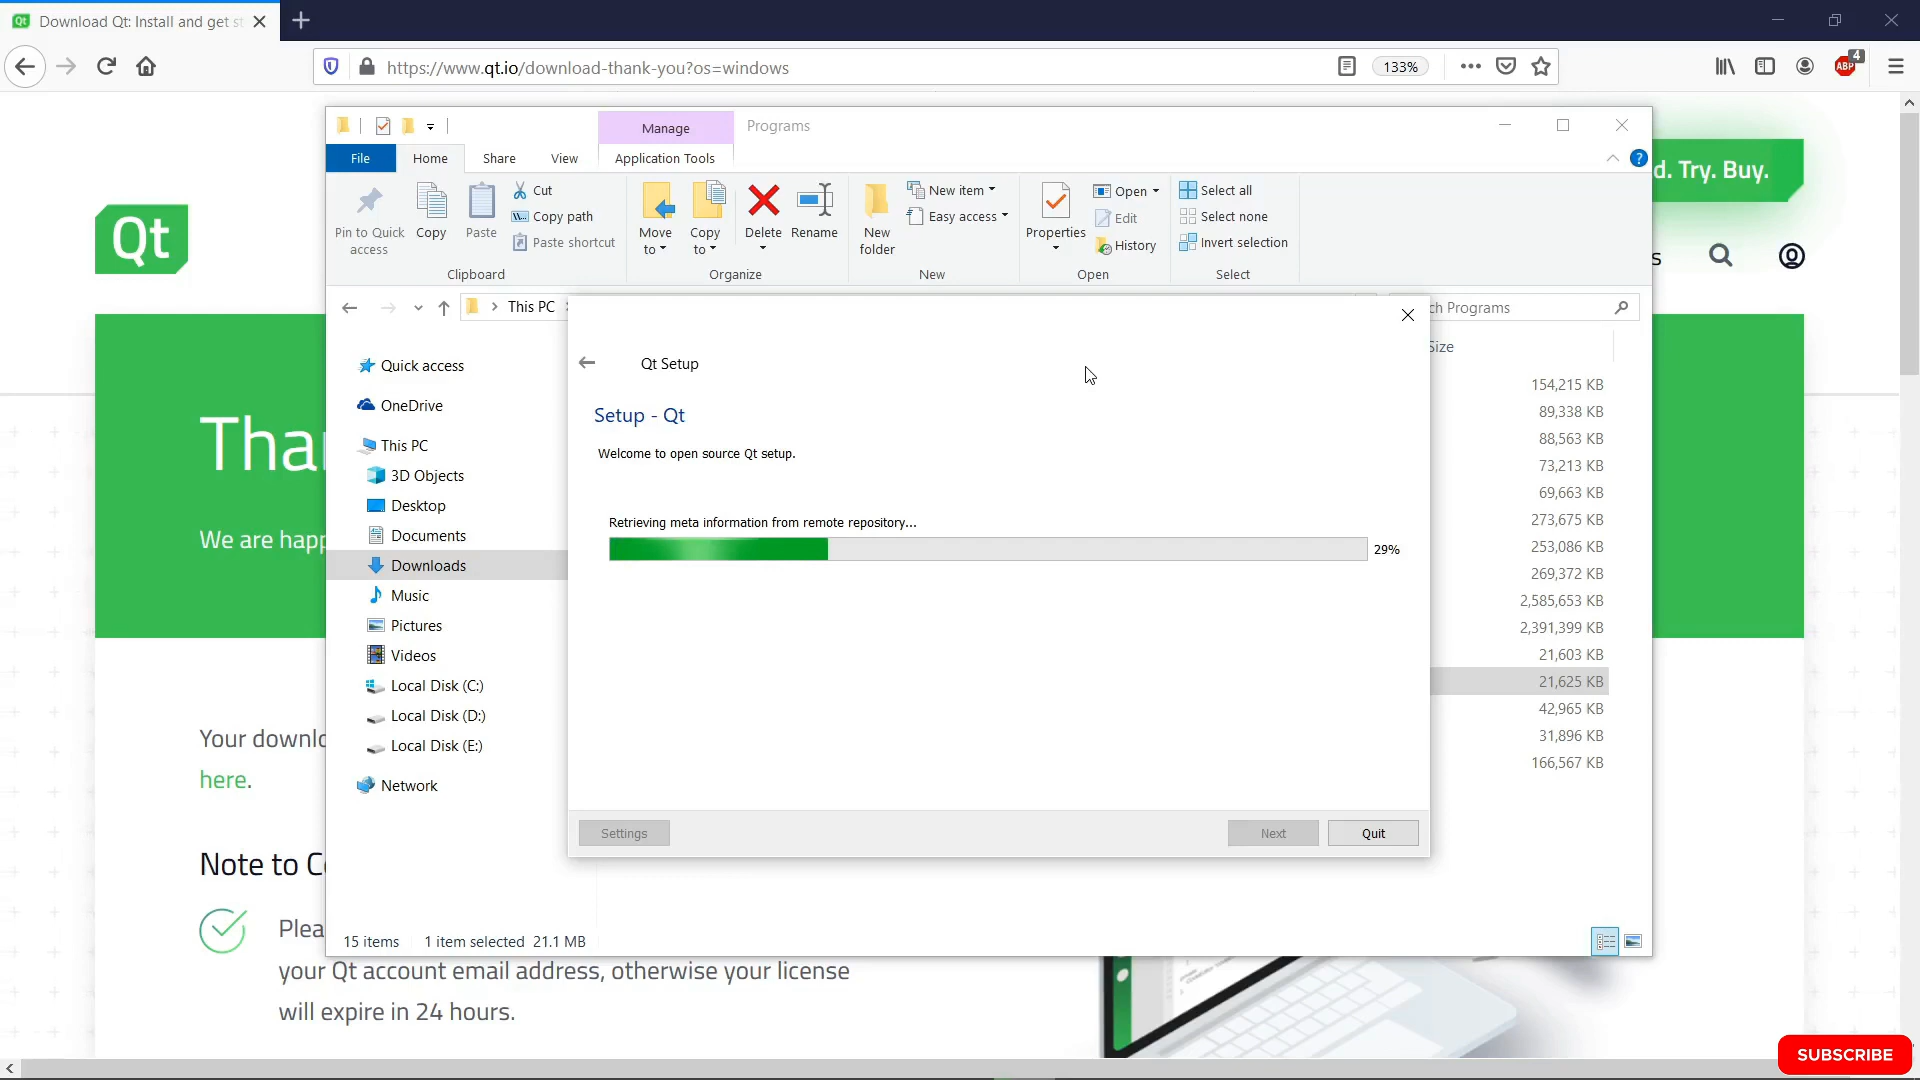 Qt Download Qt: Install and get st
https://www.qt.io/download-thank-you?os=windows
133%
ABP
4
Manage
Programs
File
Home
Share
View
Application Tools
?
d. Try. Buy.
Pin to Quick access
Copy
Paste
Cut
Copy path
Paste shortcut
Move to
Copy to
Delete
Rename
New folder
New item
Easy access
Properties
Open
Edit
History
Select all
Select none
Invert selection
Clipboard
Organize
New
Open
Select
Qt
s
This PC
ch Programs
Size
Quick access
OneDrive
This PC
3D Objects
Desktop
Documents
Downloads
Music
Pictures
Videos
Local Disk (C:)
Local Disk (D:)
Local Disk (E:)
Network
Qt Setup
Setup - Qt
Welcome to open source Qt setup.
Retrieving meta information from remote repository...
29%
Settings
Next
Quit
154,215 KB
89,338 KB
88,563 KB
73,213 KB
69,663 KB
273,675 KB
253,086 KB
269,372 KB
2,585,653 KB
2,391,399 KB
21,603 KB
21,625 KB
42,965 KB
31,896 KB
166,567 KB
15 items
1 item selected 21.1 MB
Than
We are happ
Your downlo
here.
Note to Co
Plea
your Qt account email address, otherwise your license
will expire in 24 hours.
SUBSCRIBE